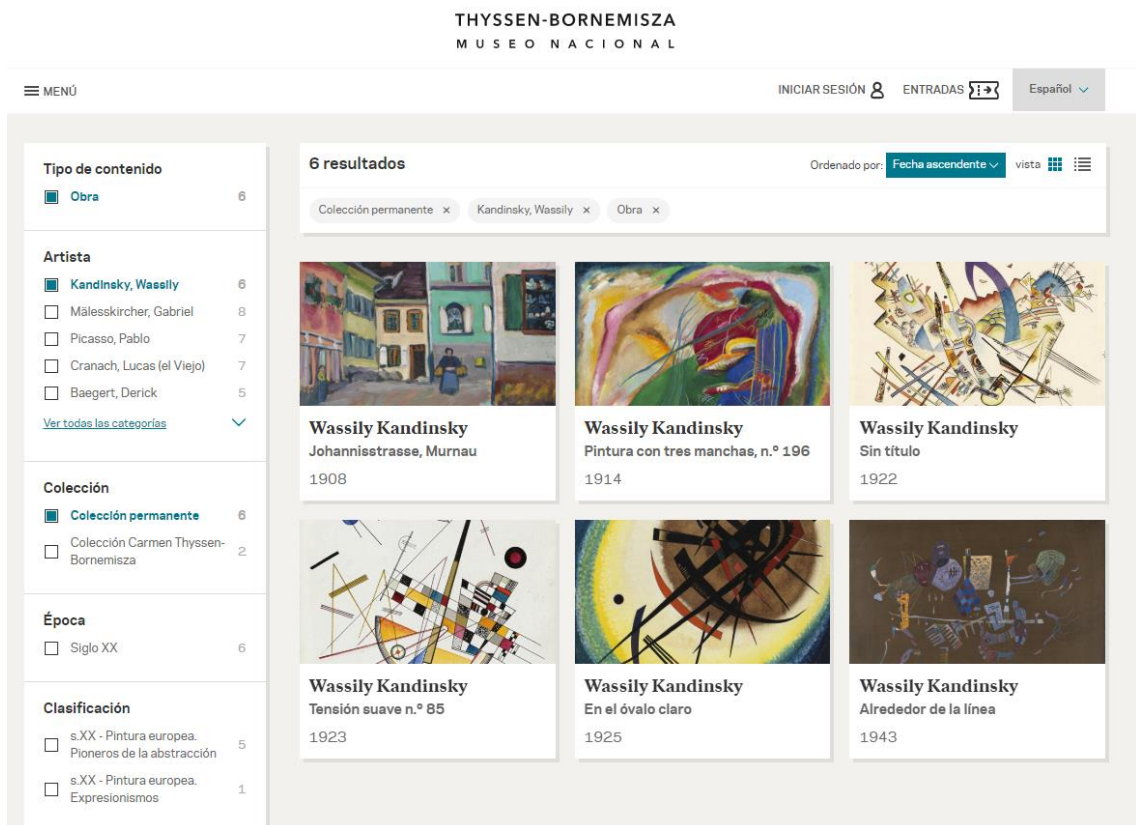 THYSSEN-BORNEMISZA
MUSEO NACIONAL
MENÚ
INICIAR SESIÓN
ENTRADAS
Español
Tipo de contenido
Obra 6
Artista
Kandinsky, Wassily 6
Mälesskircher, Gabriel 8
Picasso, Pablo 7
Cranach, Lucas (el Viejo) 7
Baegert, Derick 5
Ver todas las categorías
Colección
Colección permanente 6
Colección Carmen Thyssen-
Bornemisza 2
Época
Siglo XX 6
Clasificación
s.XX - Pintura europea.
Pioneros de la abstracción 5
s.XX - Pintura europea.
Expresionismos 1
6 resultados
Ordenado por: Fecha ascendente vista
Colección permanente × Kandinsky, Wassily × Obra ×
Wassily Kandinsky
Johannisstrasse, Murnau
1908
Wassily Kandinsky
Pintura con tres manchas, n.º 196
1914
Wassily Kandinsky
Sin título
1922
Wassily Kandinsky
Tensión suave n.º 85
1923
Wassily Kandinsky
En el óvalo claro
1925
Wassily Kandinsky
Alrededor de la línea
1943